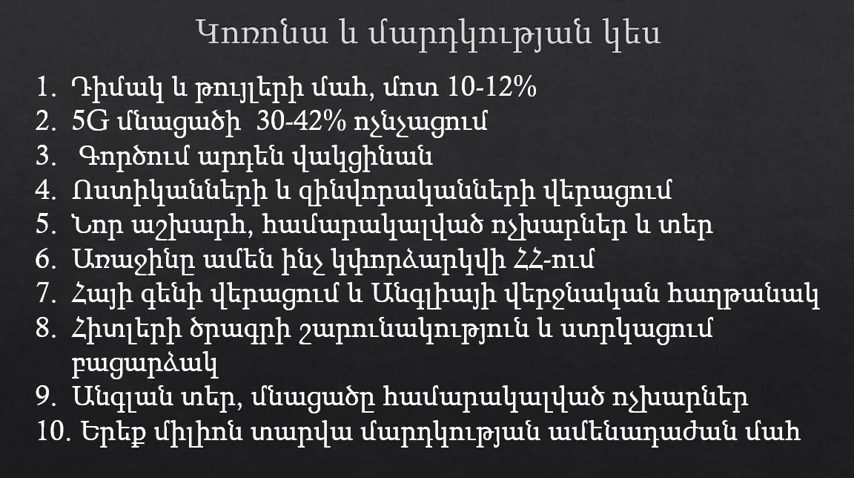 Կոռոնա և մարդկության կես
1. Դիմակ և թույլերի մահ, մոտ 10-12%
2. 5G մնացածի 30-42% ոչնչացում
3. Գործում արդեն վակցինան
4. Ոստիկանների և զինվորականների վերացում
5. Նոր աշխարհ, համարակալված ոչխարներ և տեր
6. Առաջինը ամեն ինչ կփորձարկվի ՀՀ-ում
7. Հայի գենի վերացում և Անգլիայի վերջնական հաղթանակ
8. Հիտլերի ծրագրի շարունակություն և ստրկացում
բացարձակ
9. Անգլան տեր, մնացածը համարակալված ոչխարներ
10. Երեք միլիոն տարվա մարդկության ամենադաժան մահ